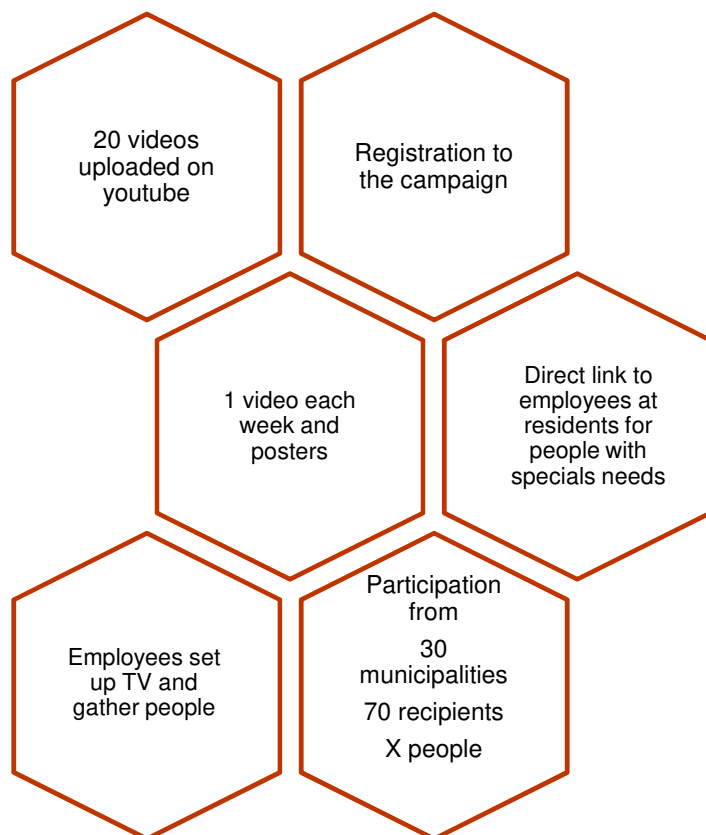 20 videos
uploaded on
youtube
Registration to
the campaign
1 video each
week and
posters
Direct link to
employees at
residents for
people with
specials needs
Employees set
up TV and
gather people
Participation
from
30
municipalities
70 recipients
X people